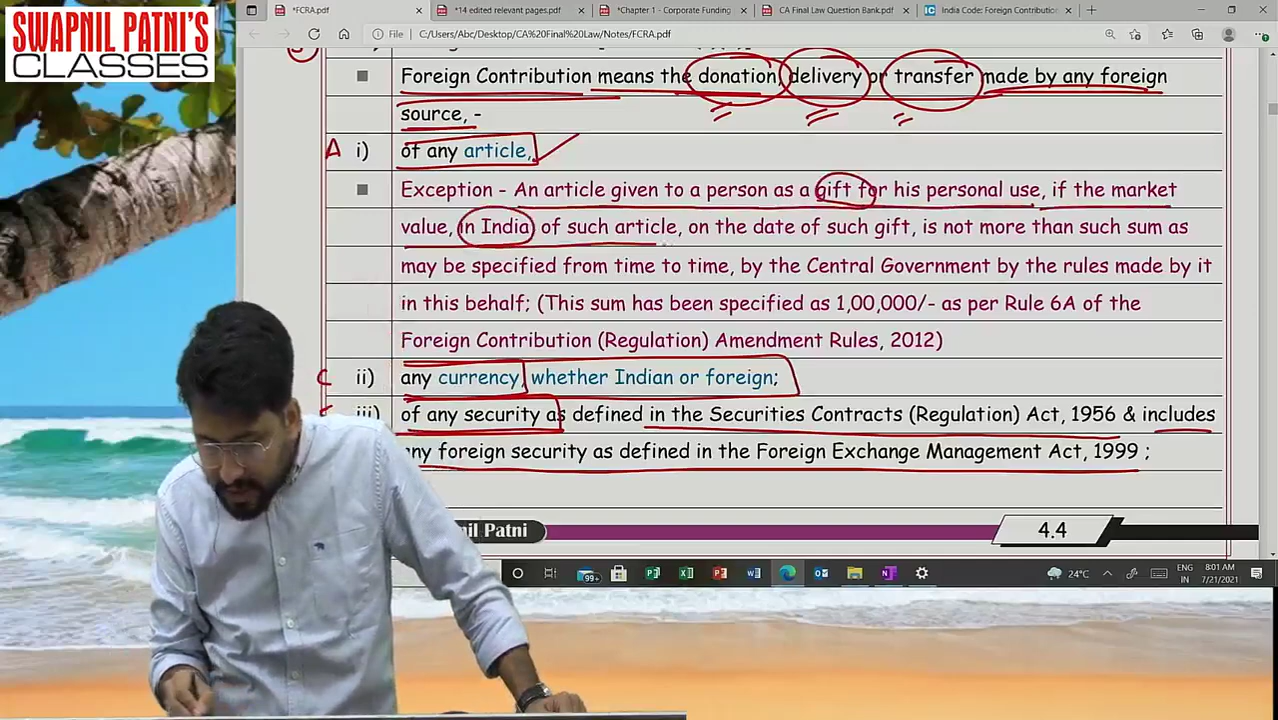 SWAPNIL PATNI'S
CLASSES
*FCRA.pdf
*14 edited relevant pages.pdf
*Chapter 1 - Corporate Funding
CA Final Law Question Bank.pdf
India Code: Foreign Contributio
File
C:/Users/Abc/Desktop/CA%20Final%20Law/Notes/FCRA.pdf
■ Foreign Contribution means the donation, delivery or transfer made by any foreign
source, -
A i) of any article,
■ Exception - An article given to a person as a gift for his personal use, if the market
value, in India of such article, on the date of such gift, is not more than such sum as
may be specified from time to time, by the Central Government by the rules made by it
in this behalf; (This sum has been specified as 1,00,000/- as per Rule 6A of the
Foreign Contribution (Regulation) Amendment Rules, 2012)
C ii) any currency, whether Indian or foreign;
iii) of any security as defined in the Securities Contracts (Regulation) Act, 1956 & includes
any foreign security as defined in the Foreign Exchange Management Act, 1999 ;
Patni
4.4
99+
24°C
ENG
IN
8:01 AM
7/21/2021